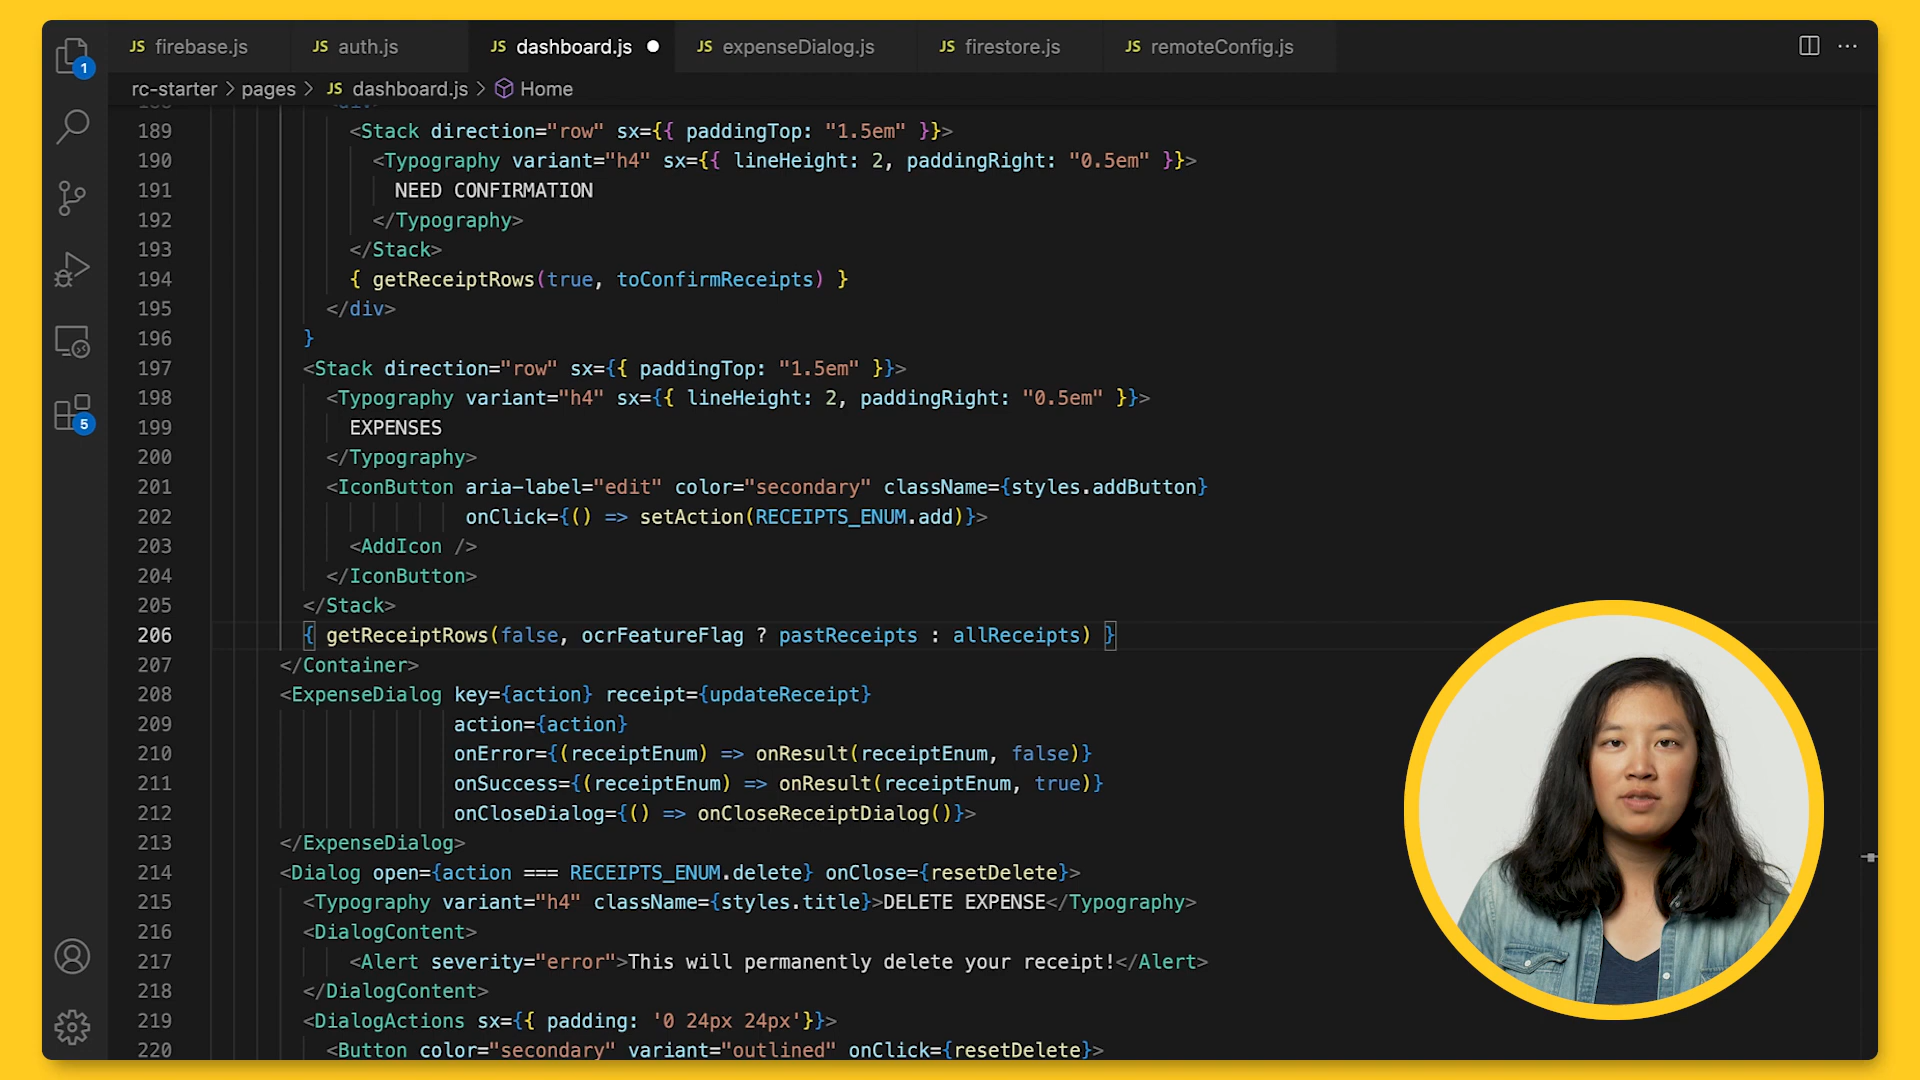 JS firebase.js JS auth.js JS dashboard.js JS expenseDialog.js JS firestore.js JS remoteConfig.js
1
rc-starter > pages > JS dashboard.js > Home
189 <Stack direction="row" sx={{ paddingTop: "1.5em" }}>
190 <Typography variant="h4" sx={{ lineHeight: 2, paddingRight: "0.5em" }}>
191 NEED CONFIRMATION
192 </Typography>
193 </Stack>
194 { getReceiptRows(true, toConfirmReceipts) }
195 </div>
196 }
197 <Stack direction="row" sx={{ paddingTop: "1.5em" }}>
198 <Typography variant="h4" sx={{ lineHeight: 2, paddingRight: "0.5em" }}>
5
199 EXPENSES
200 </Typography>
201 <IconButton aria-label="edit" color="secondary" className={styles.addButton}
202 onClick={() => setAction(RECEIPTS_ENUM.add)}>
203 <AddIcon />
204 </IconButton>
205 </Stack>
206 { getReceiptRows(false, ocrFeatureFlag ? pastReceipts : allReceipts) }
207 </Container>
208 <ExpenseDialog key={action} receipt={updateReceipt}
209 action={action}
210 onError={(receiptEnum) => onResult(receiptEnum, false)}
211 onSuccess={(receiptEnum) => onResult(receiptEnum, true)}
212 onCloseDialog={() => onCloseReceiptDialog()}>
213 </ExpenseDialog>
214 <Dialog open={action === RECEIPTS_ENUM.delete} onClose={resetDelete}>
215 <Typography variant="h4" className={styles.title}>DELETE EXPENSE</Typography>
216 <DialogContent>
217 <Alert severity="error">This will permanently delete your receipt!</Alert>
218 </DialogContent>
219 <DialogActions sx={{ padding: '0 24px 24px'}}>
220 <Button color="secondary" variant="outlined" onClick={resetDelete}>